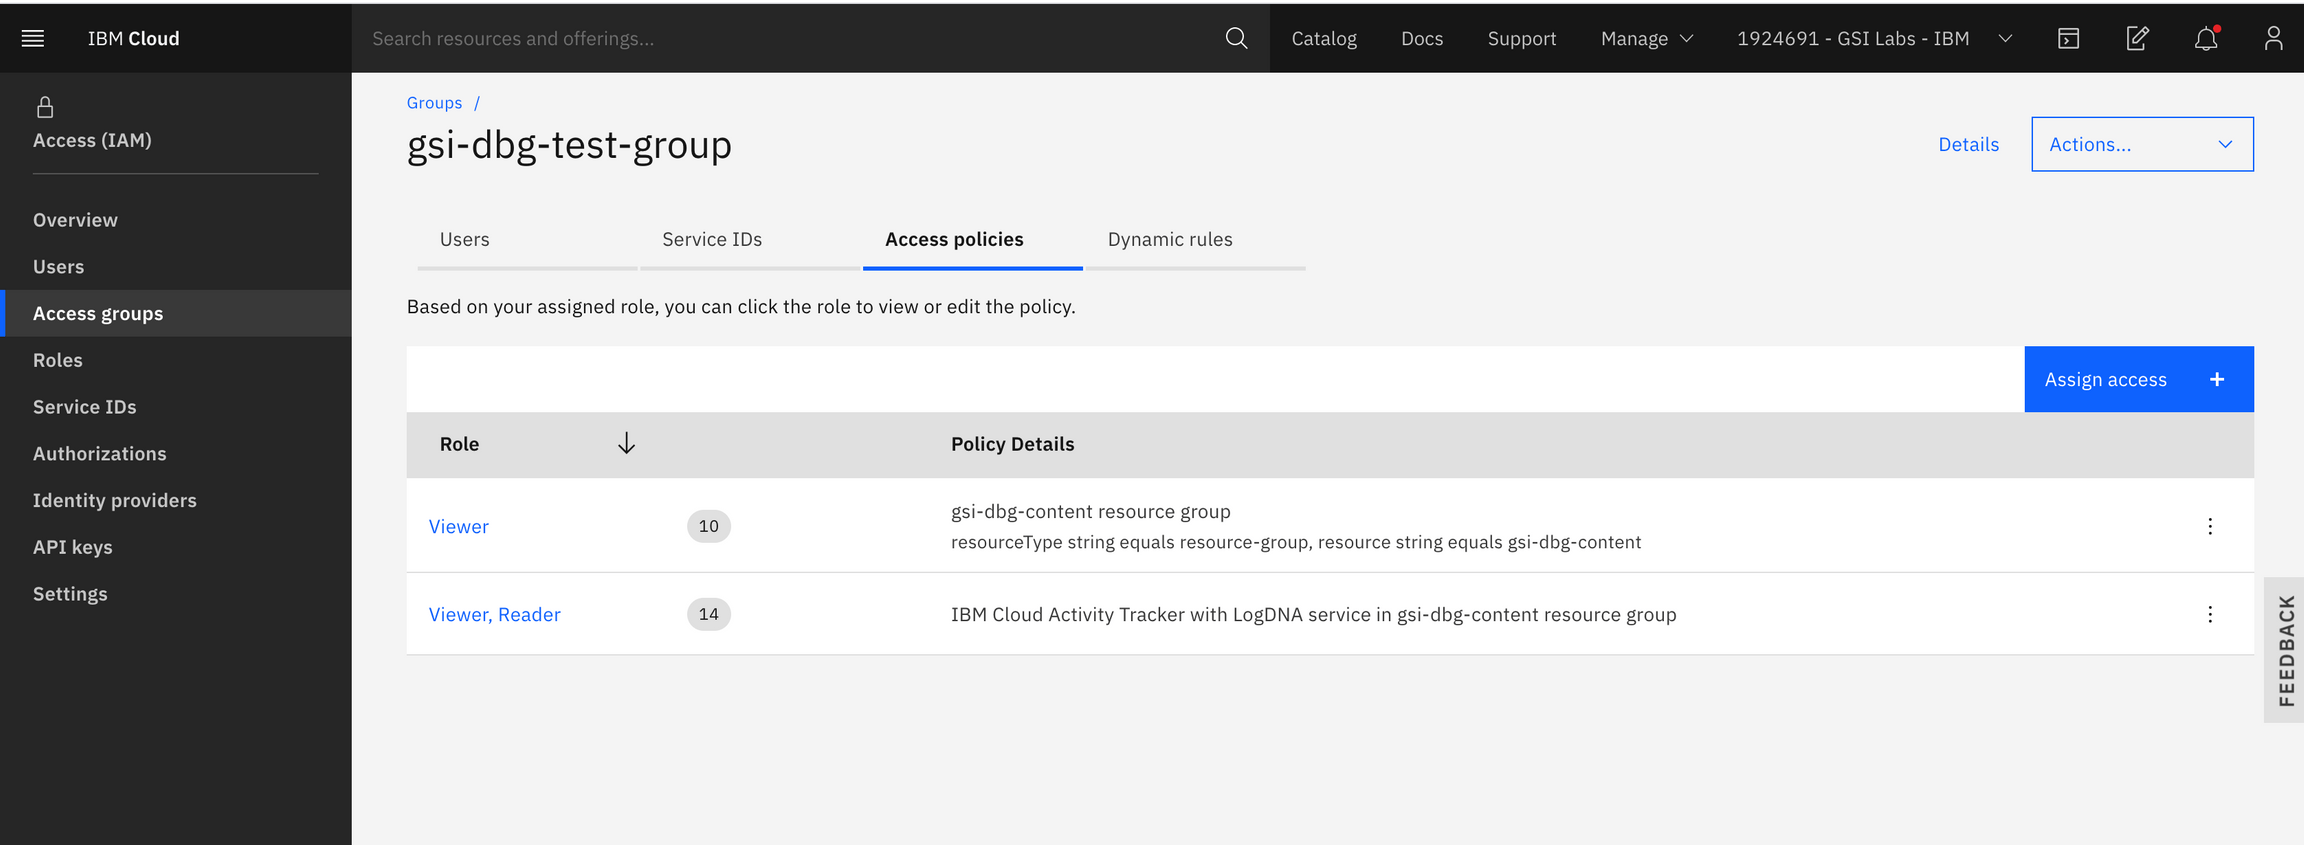 IBM Cloud
Search resources and offerings...
Catalog
Docs
Support
Manage
1924691 - GSI Labs - IBM
Access (IAM)
Overview
Users
Access groups
Roles
Service IDs
Authorizations
Identity providers
API keys
Settings
Groups /
gsi-dbg-test-group
Details
Actions...
Users
Service IDs
Access policies
Dynamic rules
Based on your assigned role, you can click the role to view or edit the policy.
Assign access +
Role
Policy Details
Viewer
10
gsi-dbg-content resource group
resourceType string equals resource-group, resource string equals gsi-dbg-content
Viewer, Reader
14
IBM Cloud Activity Tracker with LogDNA service in gsi-dbg-content resource group
FEEDBACK